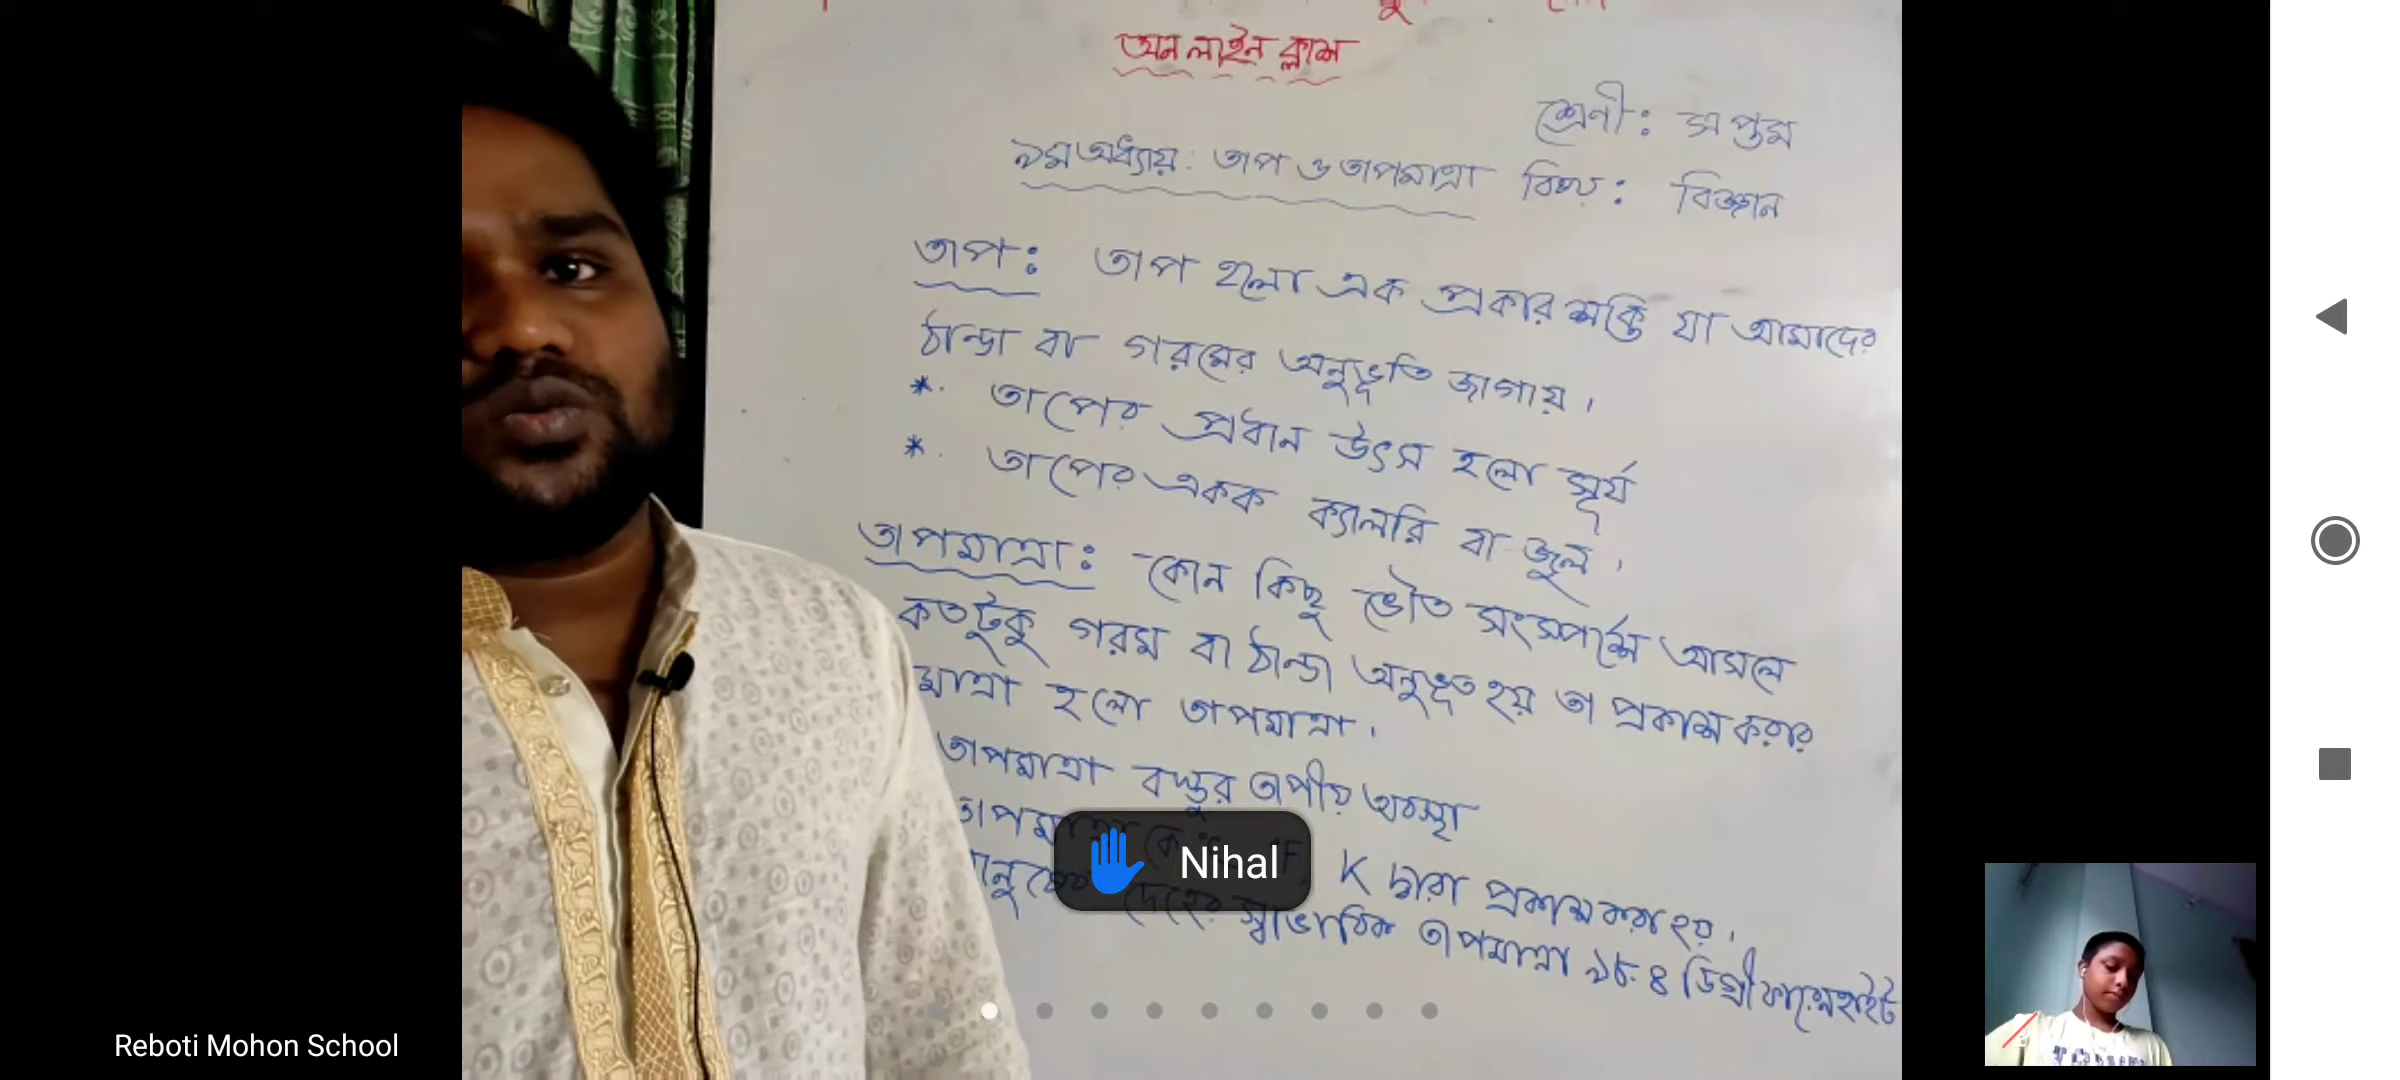 অন লাইন ক্লাশ
শ্রেণী: সপ্তম
৯ম অধ্যায়: তাপ ও তাপমাত্রা বিষয়: বিজ্ঞান
তাপ: তাপ হলো এক প্রকার শক্তি যা আমাদের
ঠান্ডা বা গরমের অনুভূতি জাগায়।
*. তাপের প্রধান উৎস হলো সূর্য
*. তাপের একক ক্যালরি বা জুল।
তাপমাত্রা: কোন কিছু ভৌত সংস্পর্শে আসলে
কতটুকু গরম বা ঠান্ডা অনুভূত হয় তা প্রকাশ করার
মাত্রা হলো তাপমাত্রা।
তাপমাত্রা বস্তুর তাপীয় অবস্থা
K দ্বারা প্রকাশ করা হয়।
দেহের স্বাভাবিক তাপমাত্রা ৯৮.৪ ডিগ্রী ফারেনহাইট
Nihal
Reboti Mohon School